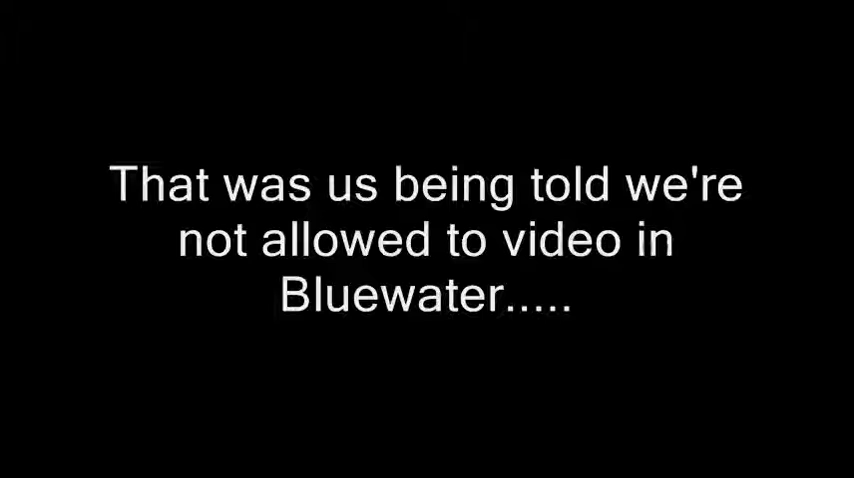 That was us being told we're
not allowed to video in
Bluewater.....